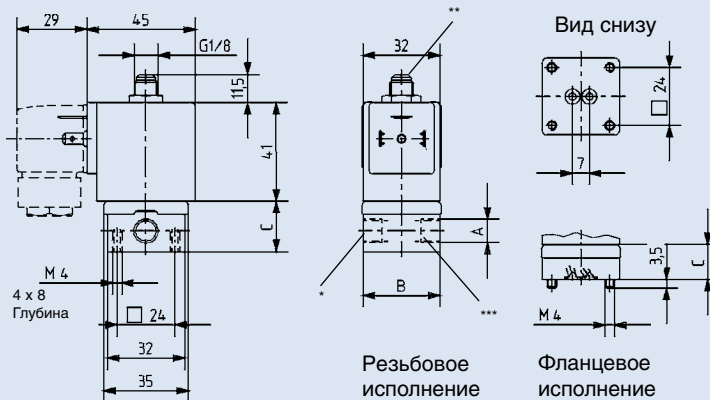 29
45
G1/8
11,5
41
C
M 4
4 x 8
Глубина
24
32
35
32
**
A
B
*
***
Резьбовое
исполнение
Вид снизу
24
7
3,5
C
M 4
Фланцевое
исполнение